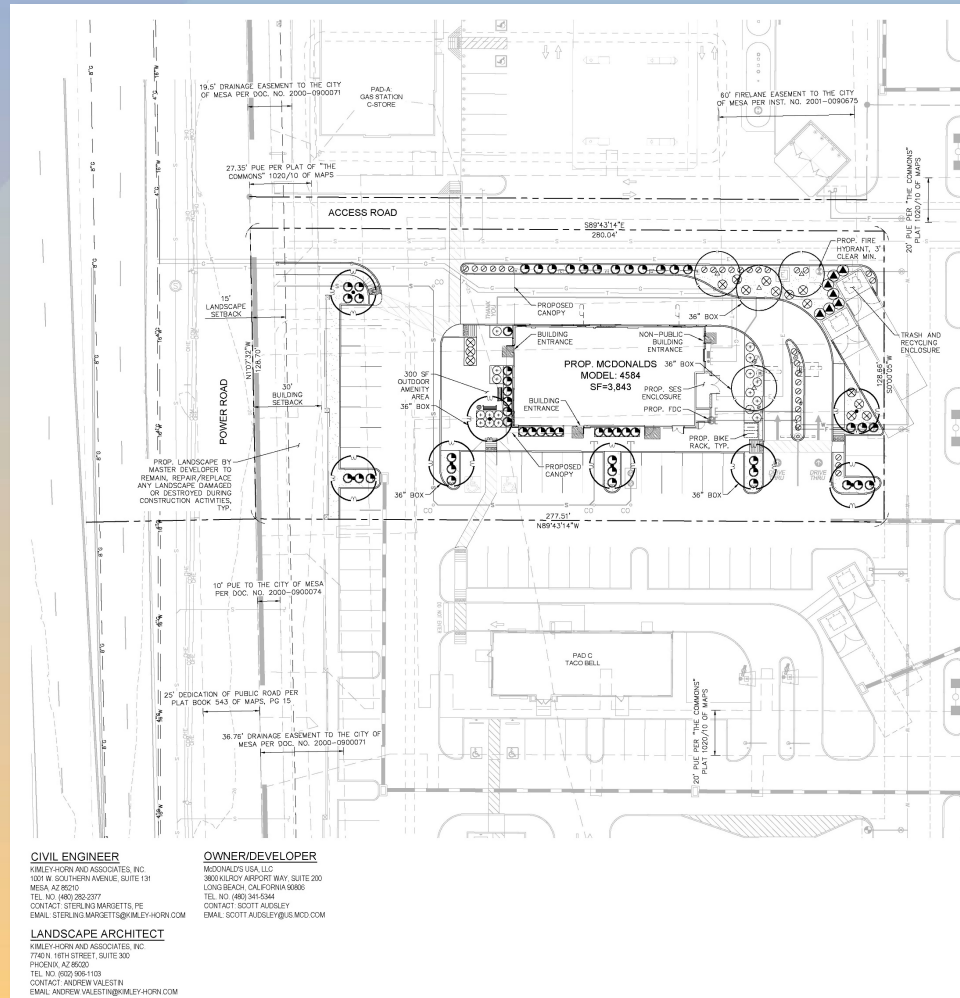 19.5' DRAINAGE EASEMENT TO THE CITY
OF MESA PER DOC. NO. 2000-0900071
PAD-A
GAS STATION
C-STORE
60' FIRELANE EASEMENT TO THE CITY
OF MESA PER INST. NO. 2001-0090675
27.35' PUE PER PLAT OF "THE
COMMONS" 1020/10 OF MAPS
20' PUE PER "THE COMMONS"
PLAT 1020/10 OF MAPS
ACCESS ROAD
S89°43'14"E
280.04'
PROP. FIRE
HYDRANT, 3'
CLEAR MIN.
15'
LANDSCAPE
SETBACK
THANK
YOU
PROPOSED
CANOPY
36" BOX
N1°07'32"W
128.70'
BUILDING
ENTRANCE
NON-PUBLIC
BUILDING
ENTRANCE
TRASH AND
RECYCLING
ENCLOSURE
PROP. MCDONALDS
MODEL: 4584
SF=3,843
36" BOX
128.66'
S0°00'05"W
300 SF
OUTDOOR
AMENITY
AREA
36" BOX
PROP. SES
ENCLOSURE
30'
BUILDING
SETBACK
POWER ROAD
BUILDING
ENTRANCE
PROP. FDC
PROP. BIKE
RACK, TYP.
PROP. LANDSCAPE BY
MASTER DEVELOPER TO
REMAIN, REPAIR/REPLACE
ANY LANDSCAPE DAMAGED
OR DESTROYED DURING
CONSTRUCTION ACTIVITIES,
TYP.
PROPOSED
CANOPY
DRIVE
THRU
DRIVE
THRU
36" BOX
36" BOX
36" BOX
CO
CO
CO
CO
277.51'
N89°43'14"W
10' PUE TO THE CITY OF MESA
PER DOC. NO. 2000-0900074
PAD C
TACO BELL
25' DEDICATION OF PUBLIC ROAD PER
PLAT BOOK 543 OF MAPS, PG 15
36.76' DRAINAGE EASEMENT TO THE CITY OF
MESA PER DOC. NO. 2000-0900071
20' PUE PER "THE COMMONS"
PLAT 1020/10 OF MAPS
CIVIL ENGINEER
KIMLEY-HORN AND ASSOCIATES, INC.
1001 W. SOUTHERN AVENUE, SUITE 131
MESA, AZ 85210
TEL. NO. (480) 282-2377
CONTACT: STERLING MARGETTS, PE
EMAIL: STERLING.MARGETTS@KIMLEY-HORN.COM
OWNER/DEVELOPER
McDONALD'S USA, LLC
3800 KILROY AIRPORT WAY, SUITE 200
LONG BEACH, CALIFORNIA 90806
TEL. NO. (480) 341-5344
CONTACT: SCOTT AUDSLEY
EMAIL: SCOTT.AUDSLEY@US.MCD.COM
LANDSCAPE ARCHITECT
KIMLEY-HORN AND ASSOCIATES, INC.
7740 N. 16TH STREET, SUITE 300
PHOENIX, AZ 85020
TEL. NO. (602) 906-1103
CONTACT: ANDREW VALESTIN
EMAIL: ANDREW.VALESTIN@KIMLEY-HORN.COM